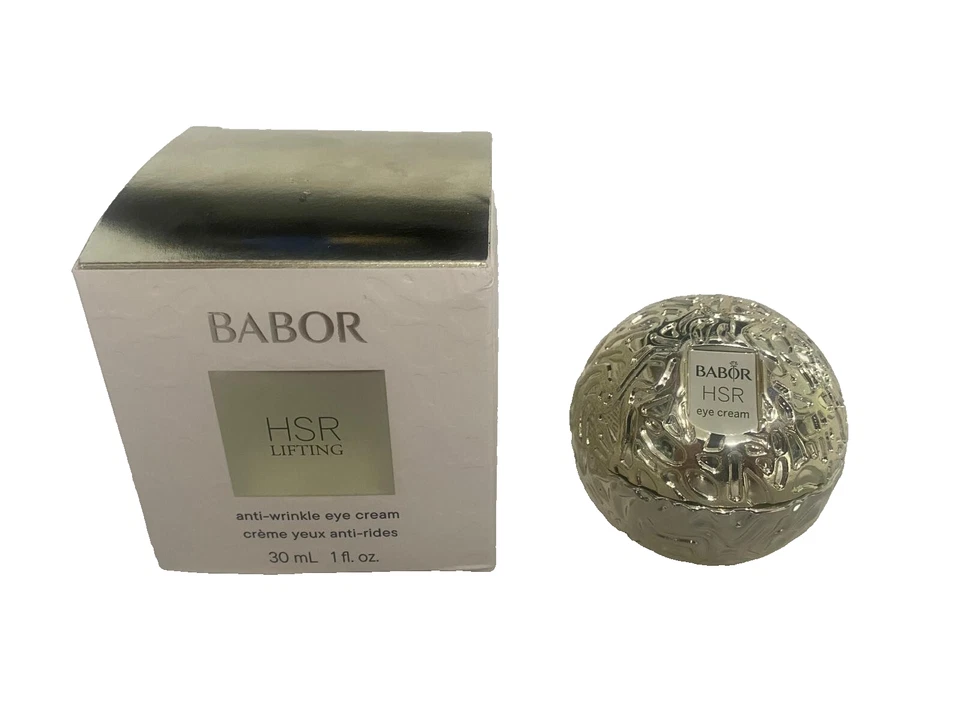 BABOR
HSR
LIFTING
anti-wrinkle eye cream
crème yeux anti-rides
30 mL 1 fl. oz.
BABOR
HSR
eye cream